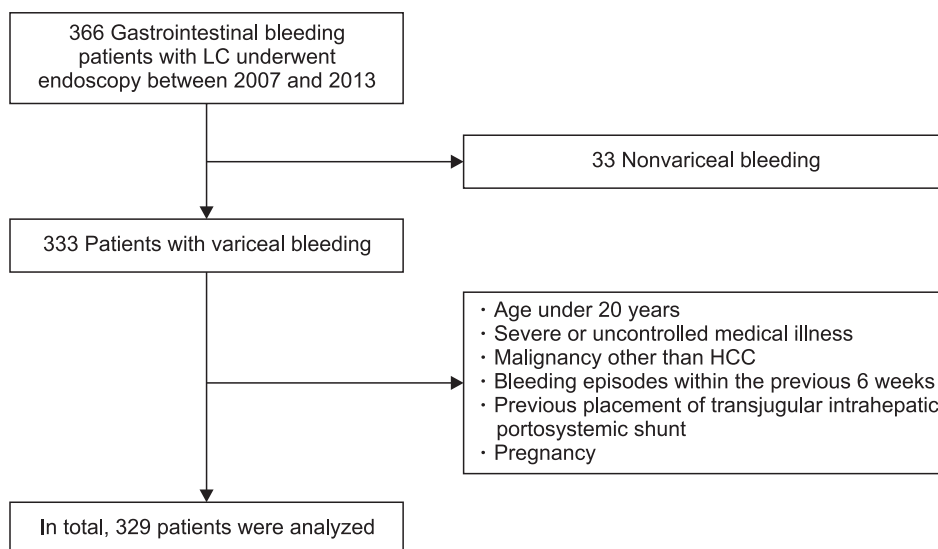 366 Gastrointestinal bleeding
patients with LC underwent
endoscopy between 2007 and 2013
33 Nonvariceal bleeding
333 Patients with variceal bleeding
· Age under 20 years
· Severe or uncontrolled medical illness
· Malignancy other than HCC
· Bleeding episodes within the previous 6 weeks
· Previous placement of transjugular intrahepatic
portosystemic shunt
· Pregnancy
In total, 329 patients were analyzed